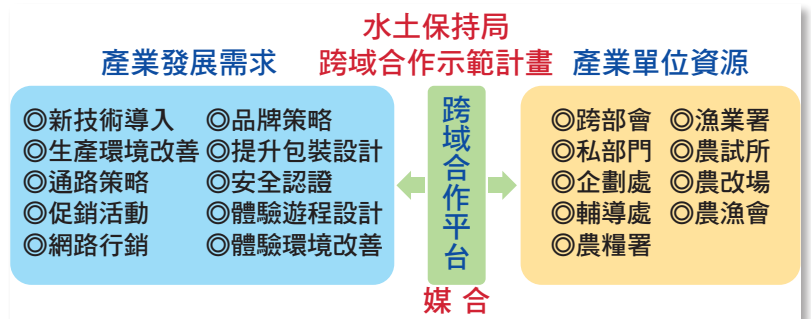 水土保持局
跨域合作示範計畫
產業發展需求
◎新技術導入
◎生產環境改善
◎通路策略
◎促銷活動
◎網路行銷
◎品牌策略
◎提升包裝設計
◎安全認證
◎體驗遊程設計
◎體驗環境改善
跨域合作平台
媒合
產業單位資源
◎跨部會
◎私部門
◎企劃處
◎輔導處
◎農糧署
◎漁業署
◎農試所
◎農改場
◎農漁會